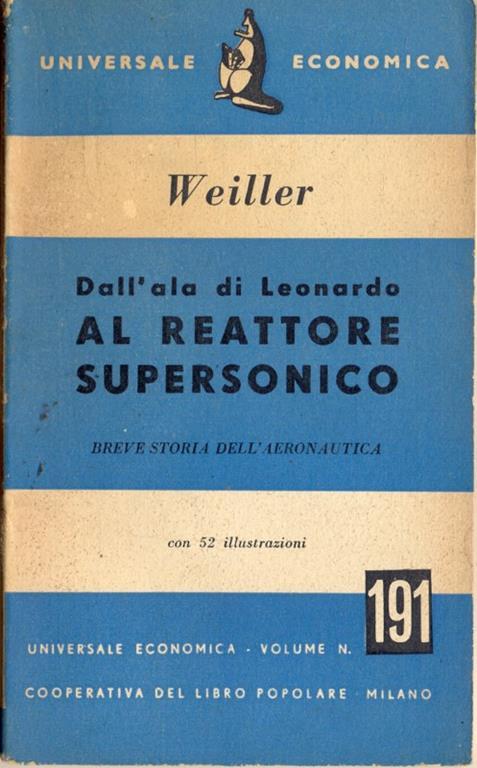 UNIVERSALE ECONOMICA
Weiller
Dall'ala di Leonardo
AL REATTORE
SUPERSONICO
BREVE STORIA DELL'AERONAUTICA
con 52 illustrazioni
191
UNIVERSALE ECONOMICA - VOLUME N.
COOPERATIVA DEL LIBRO POPOLARE - MILANO